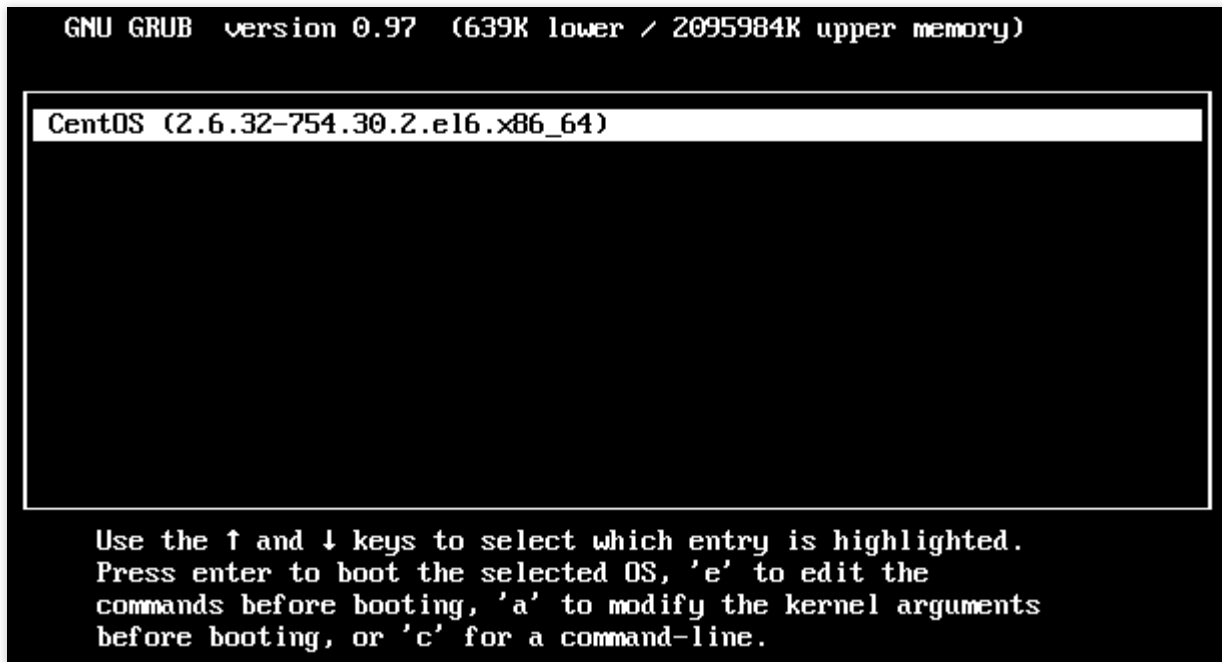 GNU GRUB  version 0.97  (639K lower / 2095984K upper memory)
CentOS (2.6.32-754.30.2.el6.x86_64)
Use the ↑ and ↓ keys to select which entry is highlighted.
Press enter to boot the selected OS, 'e' to edit the
commands before booting, 'a' to modify the kernel arguments
before booting, or 'c' for a command-line.